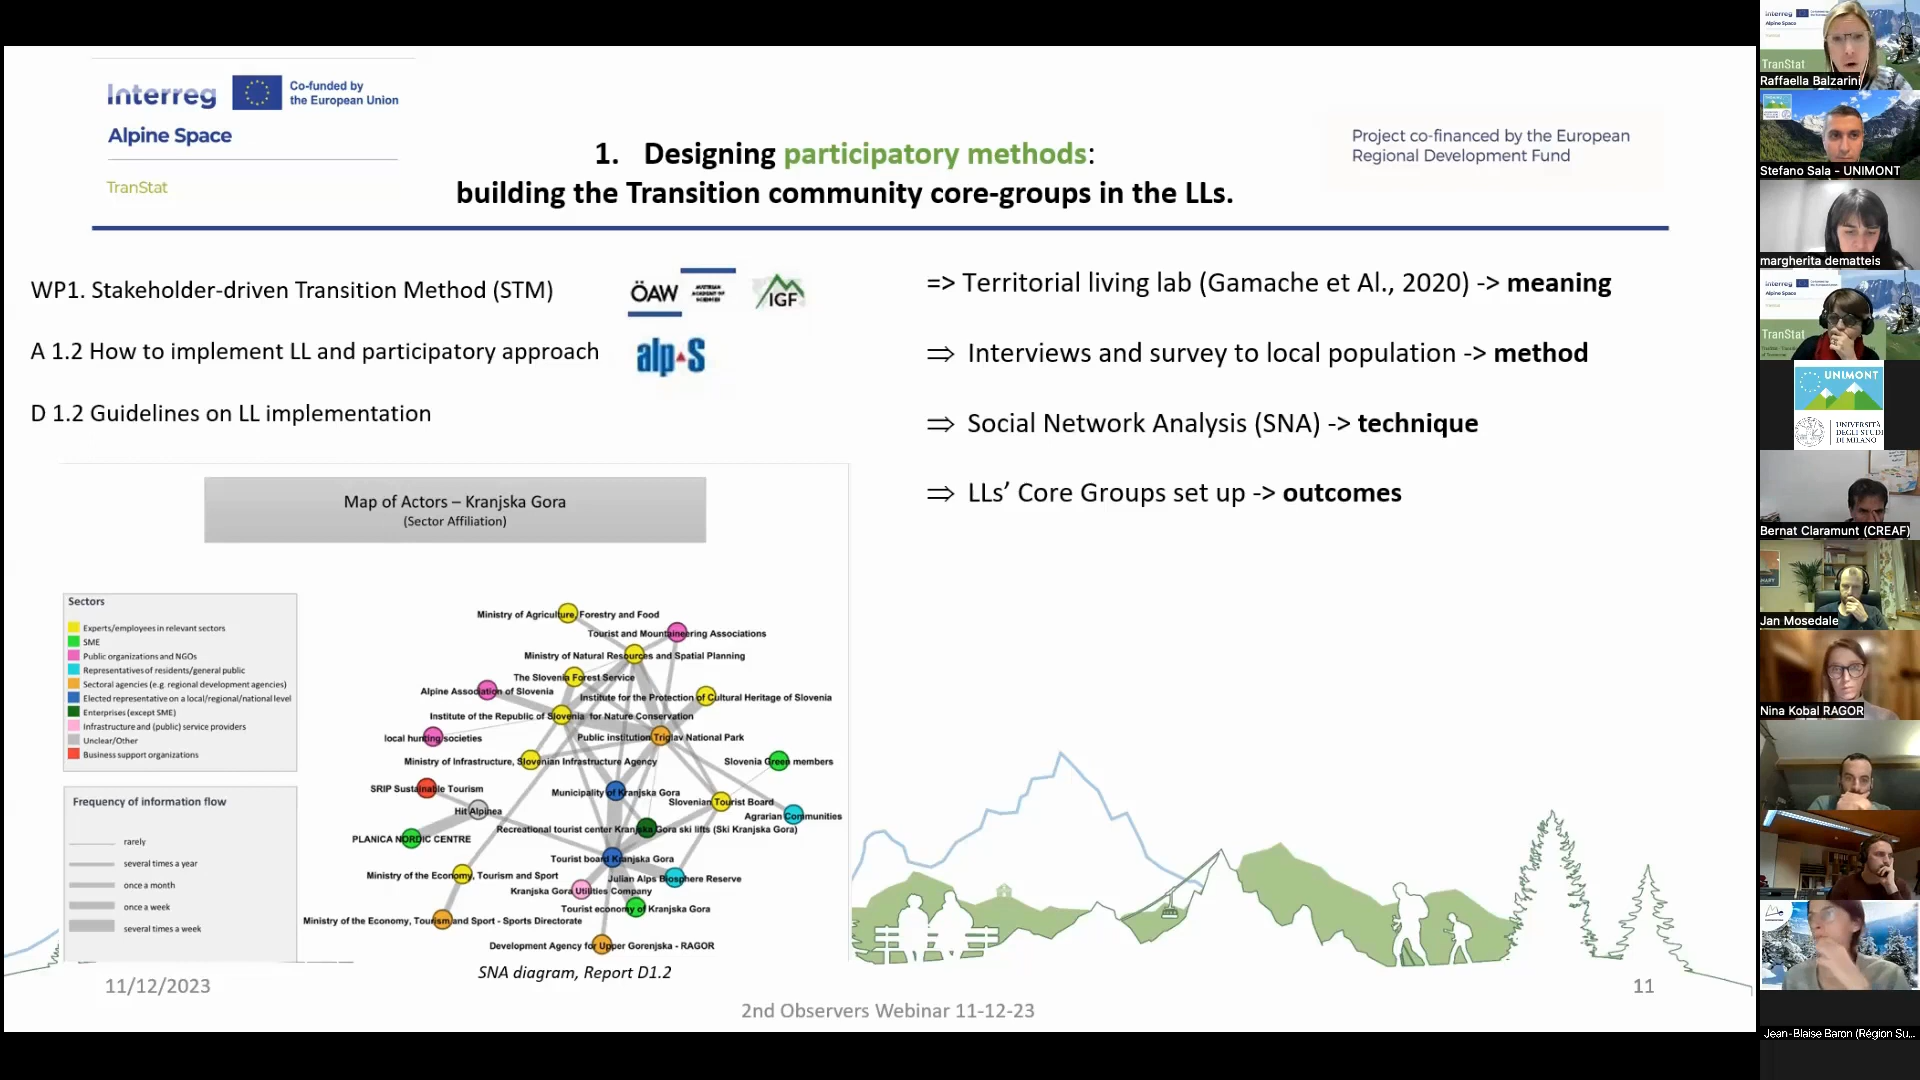 Interreg
Co-funded by
the European Union
Alpine Space
TranStat
Project co-financed by the European
Regional Development Fund
1. Designing participatory methods:
building the Transition community core-groups in the LLs.
WP1. Stakeholder-driven Transition Method (STM)
ÖAW
AUSTRIAN
ACADEMY OF
SCIENCES
IGF
A 1.2 How to implement LL and participatory approach
alpS
D 1.2 Guidelines on LL implementation
=> Territorial living lab (Gamache et Al., 2020) -> meaning
⇒ Interviews and survey to local population -> method
⇒ Social Network Analysis (SNA) -> technique
⇒ LLs’ Core Groups set up -> outcomes
Map of Actors – Kranjska Gora
(Sector Affiliation)
Sectors
Experts/employees in relevant sectors
SME
Public organizations and NGOs
Representatives of residents/general public
Sectoral agencies (e.g. regional development agencies)
Elected representative on a local/regional/national level
Enterprises (except SME)
Infrastructure and (public) service providers
Unclear/Other
Business support organizations
Frequency of information flow
rarely
several times a year
once a month
once a week
several times a week
Ministry of Agriculture, Forestry and Food
Tourist and Mountaineering Associations
Ministry of Natural Resources and Spatial Planning
The Slovenia Forest Service
Alpine Association of Slovenia
Institute for the Protection of Cultural Heritage of Slovenia
Institute of the Republic of Slovenia for Nature Conservation
local hunting societies
Public institution Triglav National Park
Ministry of Infrastructure, Slovenian Infrastructure Agency
Slovenia Green members
SRIP Sustainable Tourism
Municipality of Kranjska Gora
Slovenian Tourist Board
Hit Alpinea
Agrarian Communities
Recreational tourist center Kranjska Gora ski lifts (Ski Kranjska Gora)
PLANICA NORDIC CENTRE
Tourist board Kranjska Gora
Ministry of the Economy, Tourism and Sport
Julian Alps Biosphere Reserve
Kranjska Gora Utilities Company
Tourist economy of Kranjska Gora
Ministry of the Economy, Tourism and Sport - Sports Directorate
Development Agency for Upper Gorenjska - RAGOR
SNA diagram, Report D1.2
11/12/2023
2nd Observers Webinar 11-12-23
11
Interreg
Alpine Space
TranStat
Raffaella Balzarini
Stefano Sala - UNIMONT
margherita dematteis
Interreg
Alpine Space
TranStat
UNIMONT
UNIVERSITÀ
DEGLI STUDI
DI MILANO
Bernat Claramunt (CREAF)
Jan Mosedale
Nina Kobal RAGOR
Jean-Blaise Baron (Région Su...